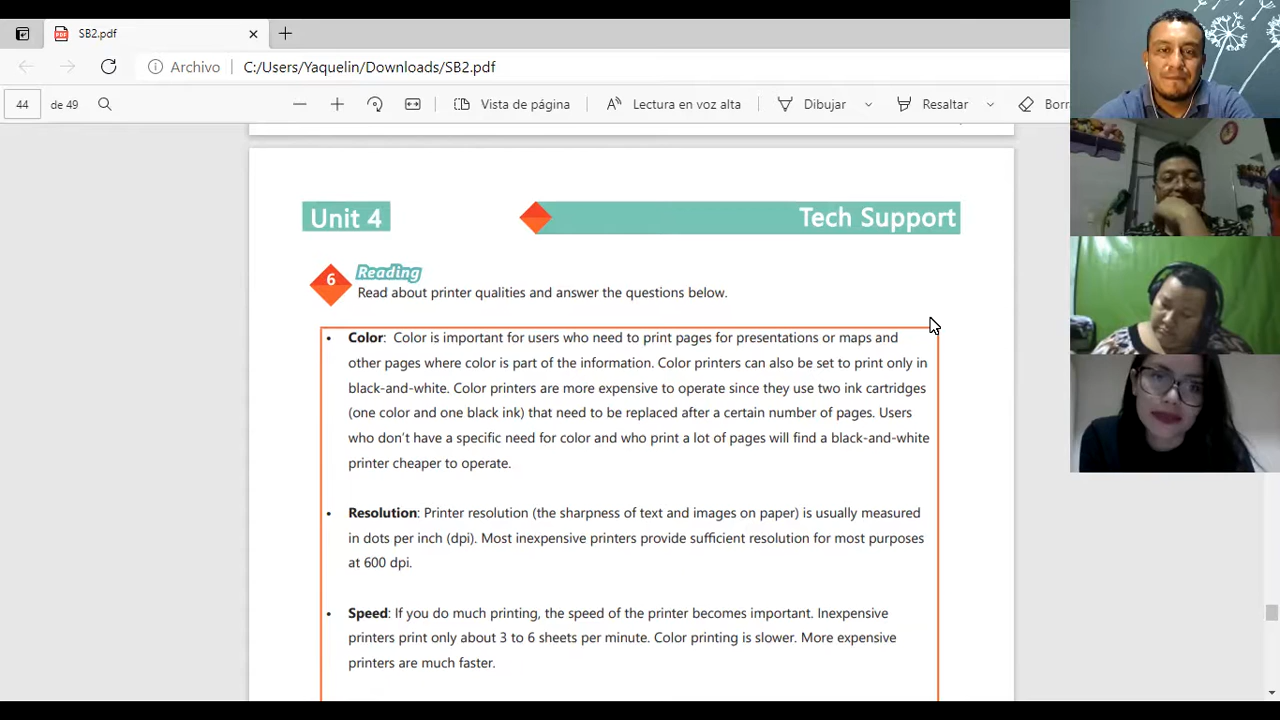 SB2.pdf
Archivo C:/Users/Yaquelin/Downloads/SB2.pdf
44 de 49 Vista de página Lectura en voz alta Dibujar Resaltar Borr
Unit 4 Tech Support
6 Reading
Read about printer qualities and answer the questions below.
• Color: Color is important for users who need to print pages for presentations or maps and
other pages where color is part of the information. Color printers can also be set to print only in
black-and-white. Color printers are more expensive to operate since they use two ink cartridges
(one color and one black ink) that need to be replaced after a certain number of pages. Users
who don't have a specific need for color and who print a lot of pages will find a black-and-white
printer cheaper to operate.
• Resolution: Printer resolution (the sharpness of text and images on paper) is usually measured
in dots per inch (dpi). Most inexpensive printers provide sufficient resolution for most purposes
at 600 dpi.
• Speed: If you do much printing, the speed of the printer becomes important. Inexpensive
printers print only about 3 to 6 sheets per minute. Color printing is slower. More expensive
printers are much faster.